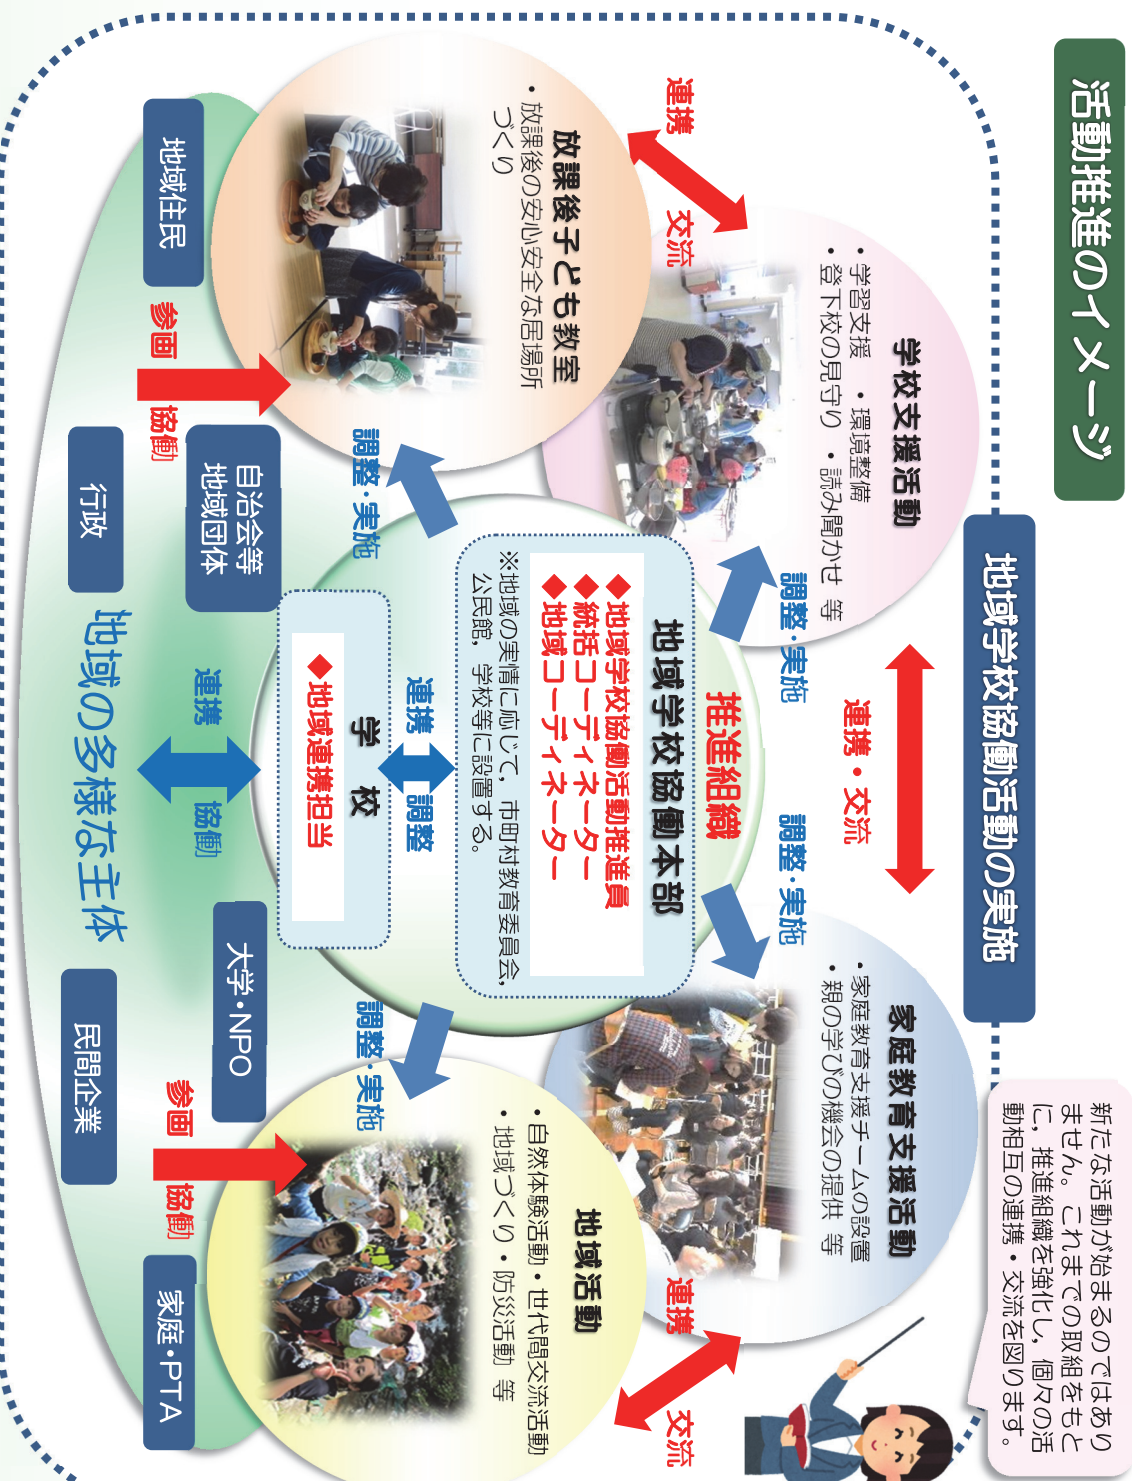 活動推進のイメージ
地域学校協働活動の実施
新たな活動が始まるのではあり
ません。これまでの取組をもと
に，推進組織を強化し，個々の活
動相互の連携・交流を図ります。
学校支援活動
・学習支援　・環境整備
・登下校の見守り　・読み聞かせ　等
連携・交流
家庭教育支援活動
・家庭教育支援チームの設置
・親の学びの機会の提供　等
連携
交流
連携
交流
調整・実施
調整・実施
放課後子ども教室
・放課後の安心安全な居場所
づくり
推進組織
地域学校協働本部
◆地域学校協働活動推進員
◆統括コーディネーター
◆地域コーディネーター
※地域の実情に応じて，市町村教育委員会，
公民館，学校等に設置する。
地域活動
・自然体験活動・世代間交流活動
・地域づくり・防災活動　等
調整・実施
連携
調整
調整・実施
学　校
◆地域連携担当
参画
協働
連携
協働
参画
協働
地域住民
自治会等
地域団体
行政
大学・NPO
民間企業
家庭・PTA
地域の多様な主体